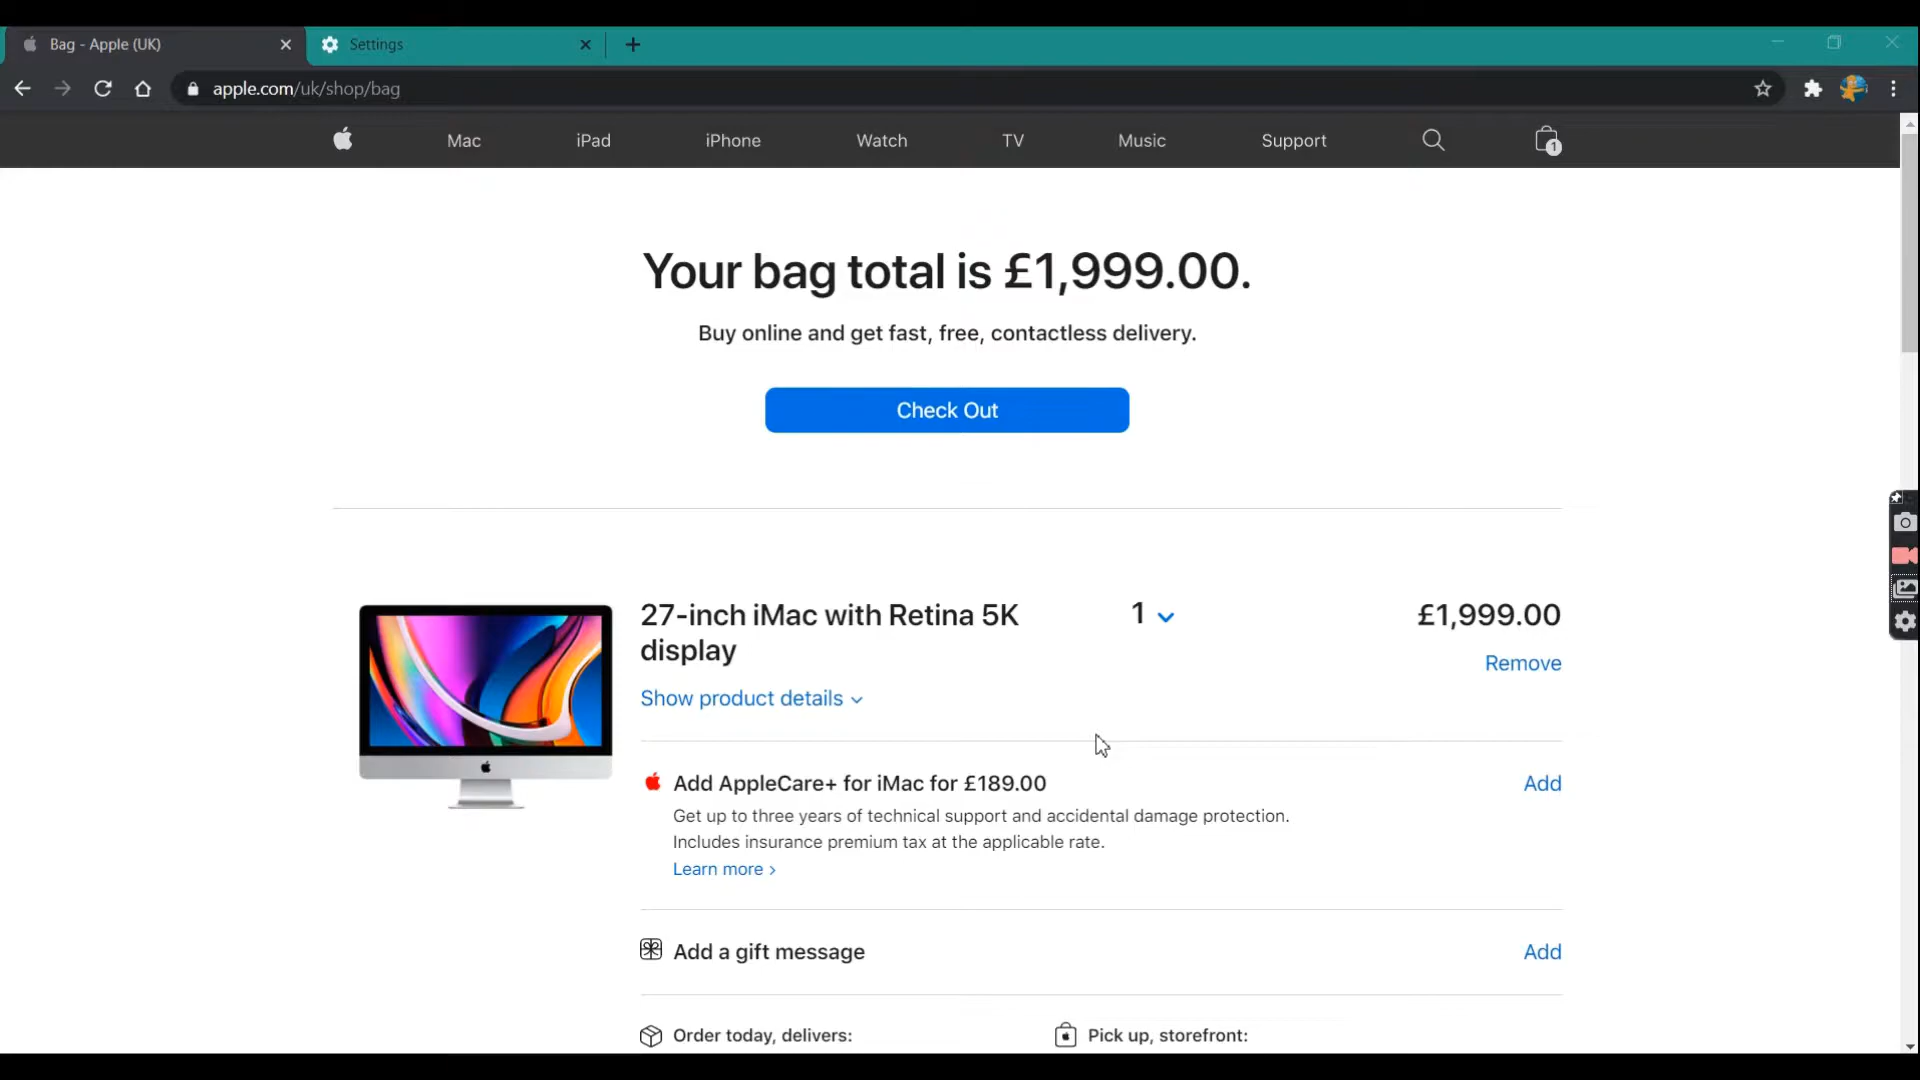 Bag - Apple (UK)
Settings
apple.com/uk/shop/bag
Mac
iPad
iPhone
Watch
TV
Music
Support
1
Your bag total is £1,999.00.
Buy online and get fast, free, contactless delivery.
Check Out
27-inch iMac with Retina 5K
display
1
£1,999.00
Remove
Show product details
Add AppleCare+ for iMac for £189.00
Add
Get up to three years of technical support and accidental damage protection.
Includes insurance premium tax at the applicable rate.
Learn more >
Add a gift message
Add
Order today, delivers:
Pick up, storefront: